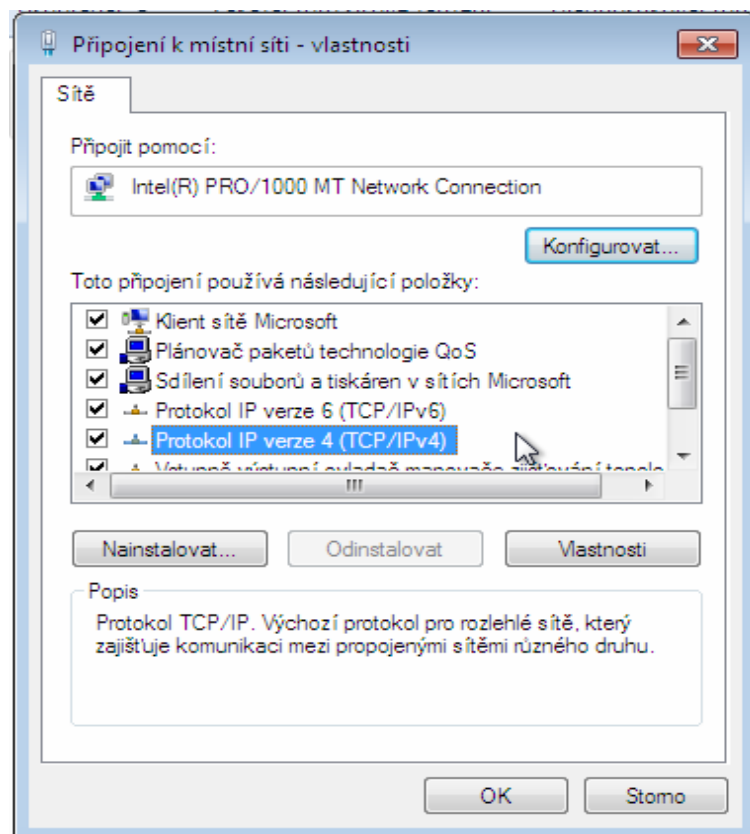 Připojení k místní síti - vlastnosti
Sítě
Připojit pomocí:
Intel(R) PRO/1000 MT Network Connection
Konfigurovat...
Toto připojení používá následující položky:
Klient sítě Microsoft
Plánovač paketů technologie QoS
Sdílení souborů a tiskáren v sítích Microsoft
Protokol IP verze 6 (TCP/IPv6)
Protokol IP verze 4 (TCP/IPv4)
Nainstalovat...
Odinstalovat
Vlastnosti
Popis
Protokol TCP/IP. Výchozí protokol pro rozlehlé sítě, který
zajišťuje komunikaci mezi propojenými sítěmi různého druhu.
OK
Storno